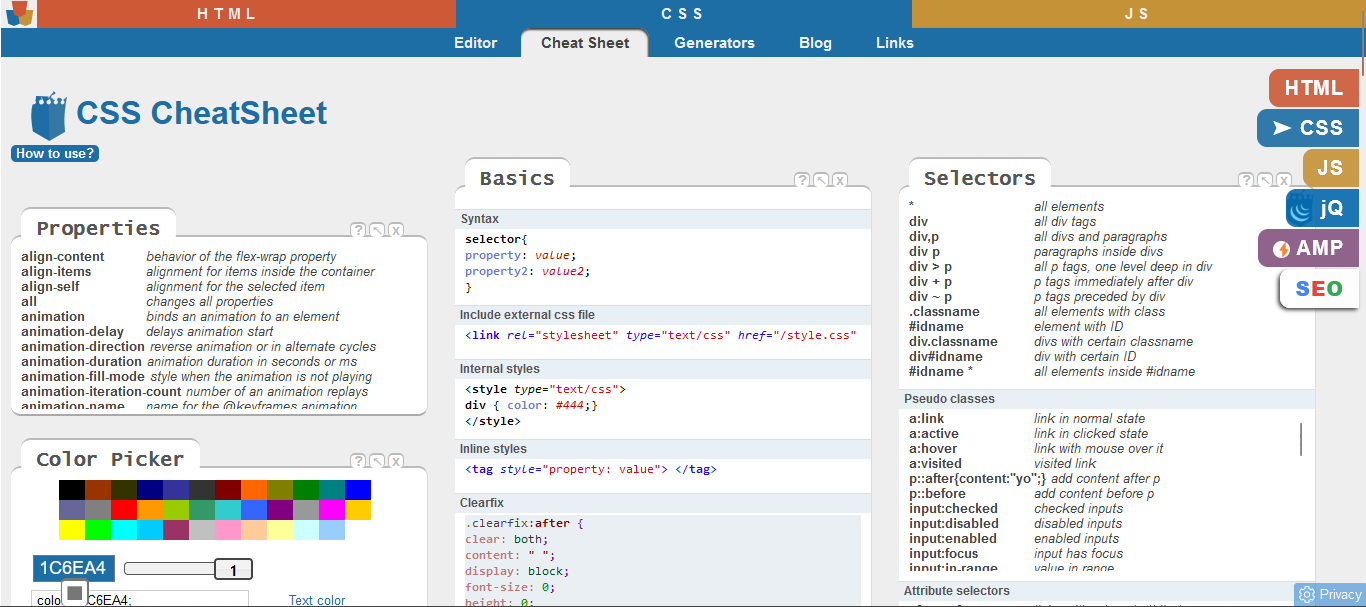 HTML
CSS
JS
Editor
Cheat Sheet
Generators
Blog
Links
CSS CheatSheet
How to use?
Properties
? x
align-content behavior of the flex-wrap property
align-items alignment for items inside the container
align-self alignment for the selected item
all changes all properties
animation binds an animation to an element
animation-delay delays animation start
animation-direction reverse animation or in alternate cycles
animation-duration animation duration in seconds or ms
animation-fill-mode style when the animation is not playing
animation-iteration-count number of an animation replays
animation-name name for the @keyframes animation
Color Picker
? x
1C6EA4
1
Text color
Basics
? x
Syntax
selector{
property: value;
property2: value2;
}
Include external css file
<link rel="stylesheet" type="text/css" href="/style.css"
Internal styles
<style type="text/css">
div { color: #444;}
</style>
Inline styles
<tag style="property: value"> </tag>
Clearfix
.clearfix:after {
clear: both;
content: " ";
display: block;
font-size: 0;
height: 0;
Selectors
? x
* all elements
div all div tags
div,p all divs and paragraphs
div p paragraphs inside divs
div > p all p tags, one level deep in div
div + p p tags immediately after div
div ~ p p tags preceded by div
.classname all elements with class
#idname element with ID
div.classname divs with certain classname
div#idname div with certain ID
#idname * all elements inside #idname
Pseudo classes
a:link link in normal state
a:active link in clicked state
a:hover link with mouse over it
a:visited visited link
p::after{content:"yo";} add content after p
p::before add content before p
input:checked checked inputs
input:disabled disabled inputs
input:enabled enabled inputs
input:focus input has focus
input:in-range value in range
Attribute selectors
HTML
CSS
JS
jQ
AMP
SEO
Privacy